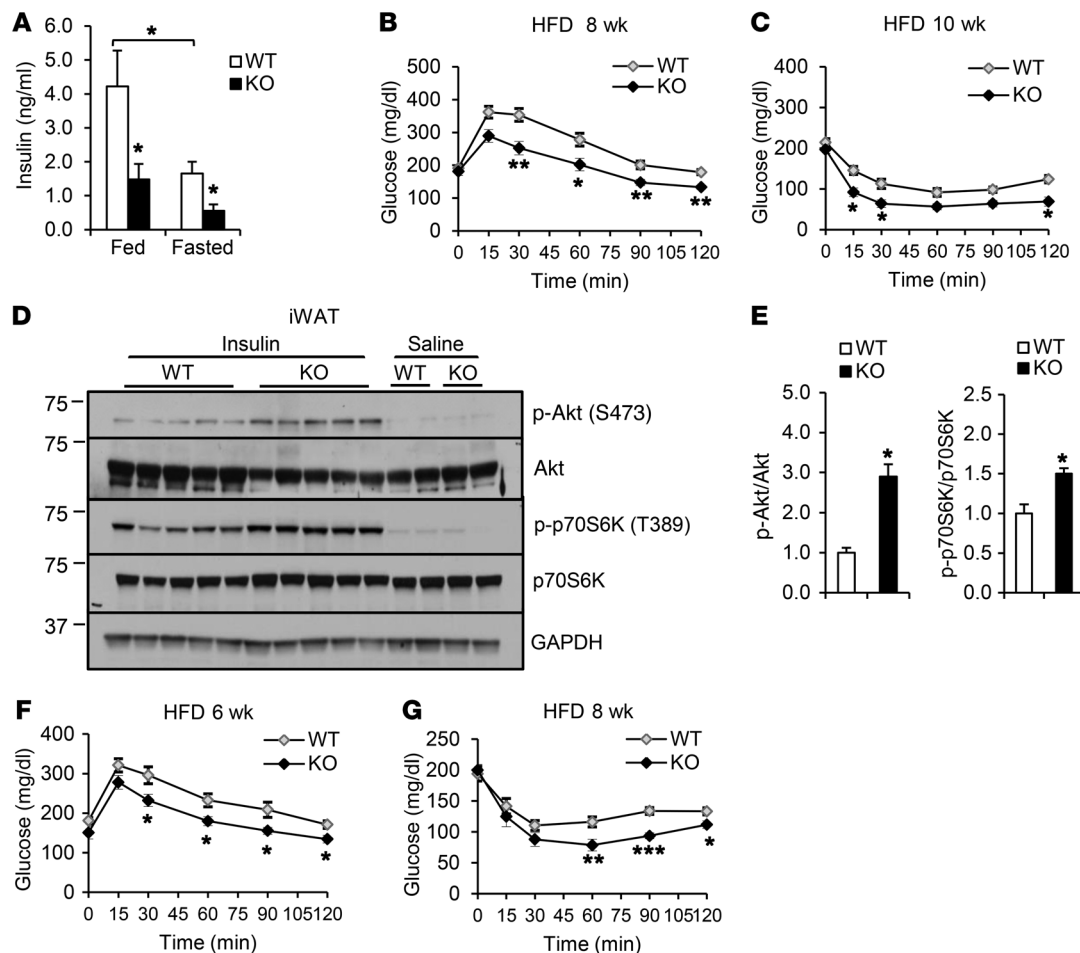 A
Insulin (ng/ml)
6.0
5.0
4.0
3.0
2.0
1.0
0.0
*
*
*
WT
KO
Fed Fasted
B
HFD 8 wk
Glucose (mg/dl)
500
400
300
200
100
0
WT
KO
** * ** **
0 15 30 45 60 75 90 105 120
Time (min)
C
HFD 10 wk
Glucose (mg/dl)
400
300
200
100
0
WT
KO
* * *
0 15 30 45 60 75 90 105 120
Time (min)
D
iWAT
Insulin Saline
WT KO WT KO
75
p-Akt (S473)
75
Akt
75
p-p70S6K (T389)
75
p70S6K
37
GAPDH
E
WT
KO
p-Akt/Akt
5.0
4.0
3.0
2.0
1.0
0.0
*
WT
KO
p-p70S6K/p70S6K
2.5
2.0
1.5
1.0
0.5
0.0
*
F
HFD 6 wk
Glucose (mg/dl)
400
300
200
100
0
WT
KO
* * * *
0 15 30 45 60 75 90 105 120
Time (min)
G
HFD 8 wk
Glucose (mg/dl)
250
200
150
100
50
0
WT
KO
** *** *
0 15 30 45 60 75 90 105 120
Time (min)